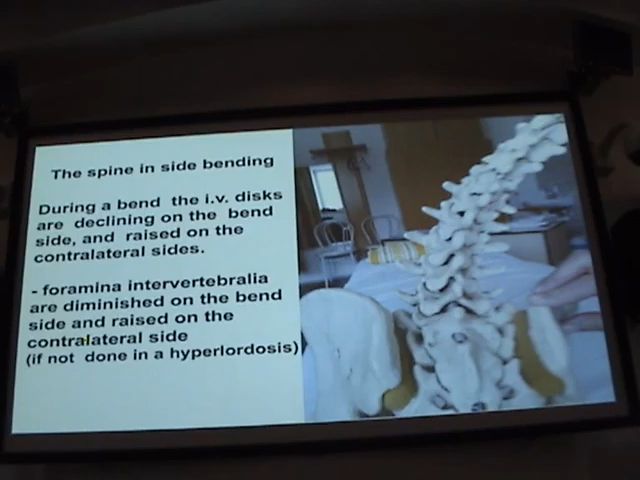 The spine in side bending
During a bend the i.v. disks
are declining on the bend
side, and raised on the
contralateral sides.
- foramina intervertebralia
are diminished on the bend
side and raised on the
contralateral side
(if not done in a hyperlordosis)